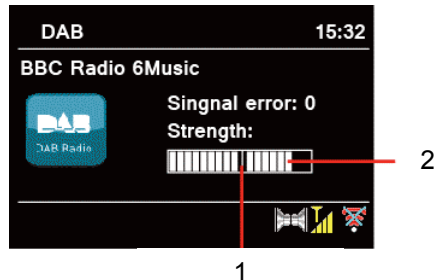 DAB 15:32
BBC Radio 6Music
Singnal error: 0
Strength:
DAB
DAB Radio
2
1